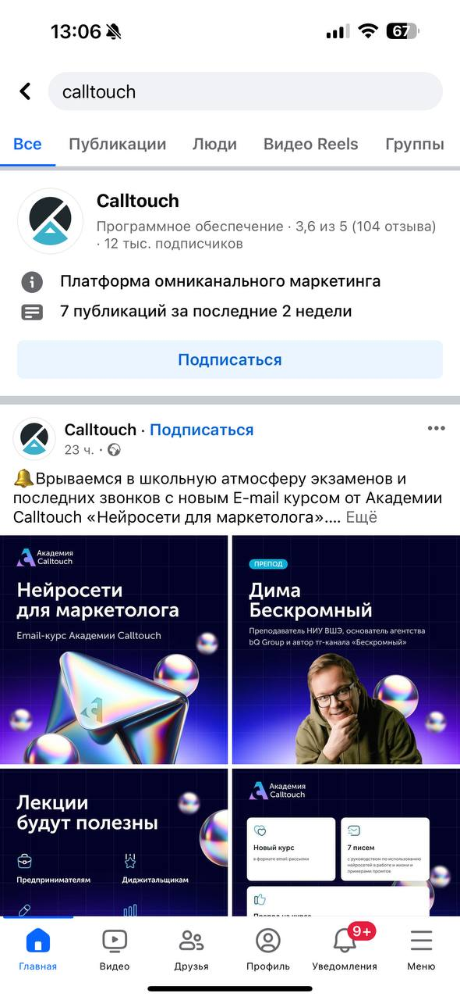 13:06
67
calltouch
Все
Публикации
Люди
Видео Reels
Группы
Calltouch
Программное обеспечение · 3,6 из 5 (104 отзыва)
· 12 тыс. подписчиков
Платформа омниканального маркетинга
7 публикаций за последние 2 недели
Подписаться
Calltouch · Подписаться
23 ч. ·
🔔Врываемся в школьную атмосферу экзаменов и
последних звонков с новым E-mail курсом от Академии
Calltouch «Нейросети для маркетолога».... Ещё
Академия
Calltouch
Нейросети
для маркетолога
Email-курс Академии Calltouch
ПРЕПОД
Дима
Бескромный
Преподаватель НИУ ВШЭ, основатель агентства
bQ Group и автор тг-канала «Бескромный»
Лекции
будут полезны
Предпринимателям
Диджитальщикам
Академия
Calltouch
Новый курс
в формате email-рассылки
7 писем
с руководством по использованию
нейросетей в работе и жизни и
примерами промтов
9+
Главная
Видео
Друзья
Профиль
Уведомления
Меню